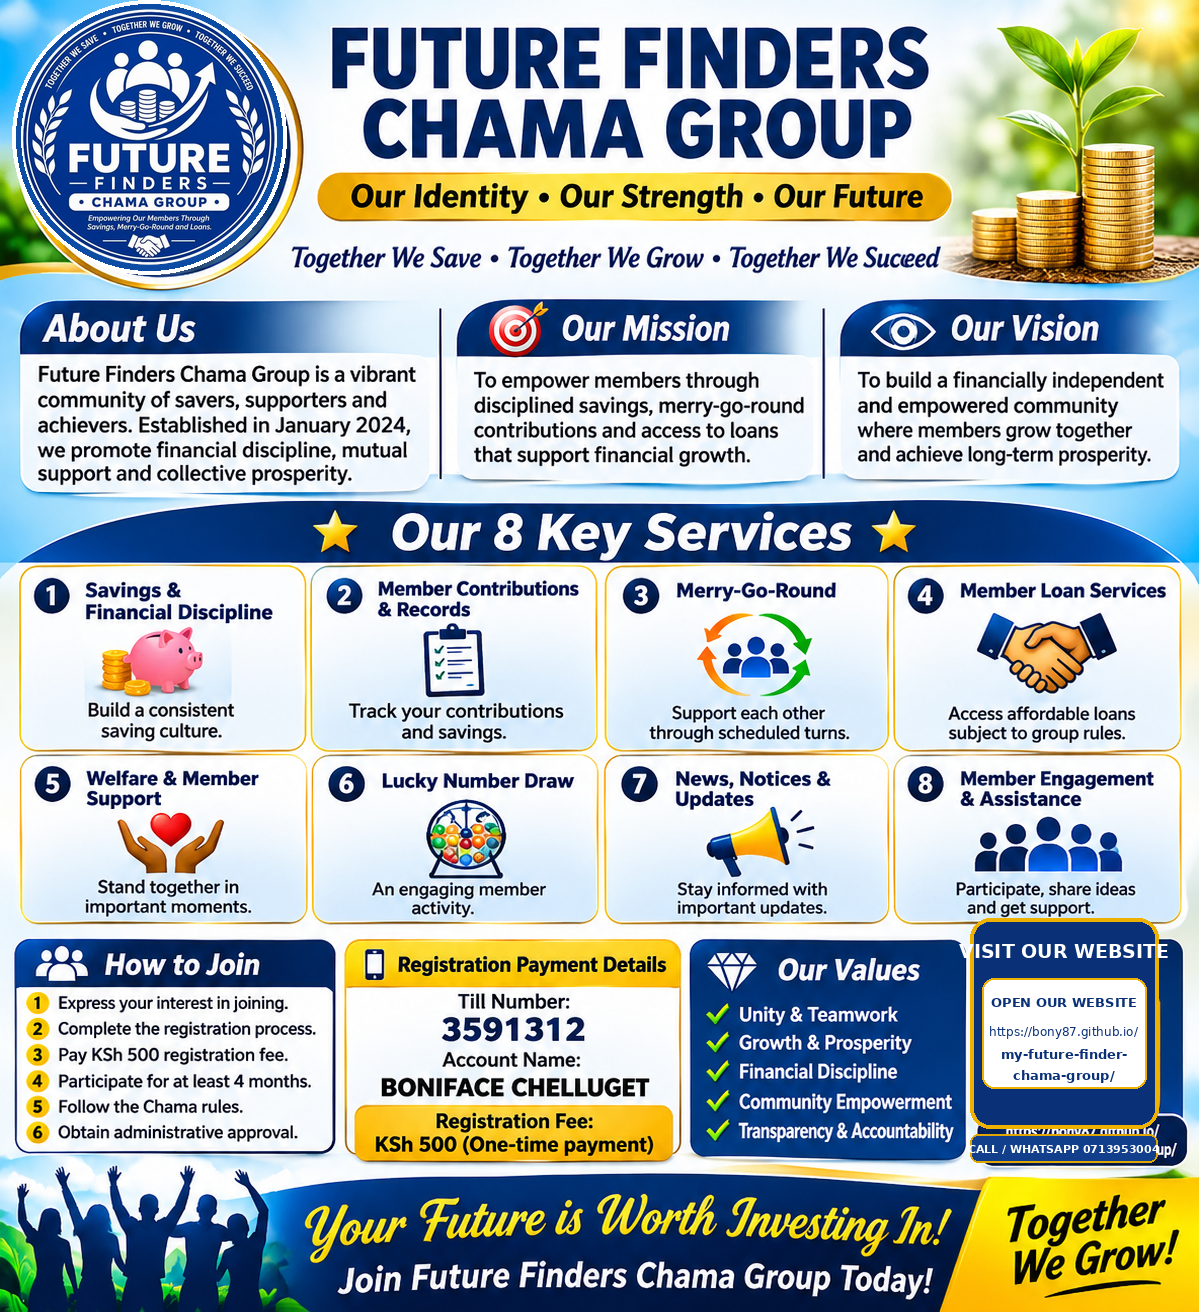 TOGETHER WE SAVE • TOGETHER WE GROW • TOGETHER WE SUCCEED
FUTURE
FINDERS
• CHAMA GROUP •
Empowering Our Members Through
Savings, Merry-Go-Round and Loans.
FUTURE FINDERS
CHAMA GROUP
Our Identity • Our Strength • Our Future
Together We Save • Together We Grow • Together We Succeed
About Us
Future Finders Chama Group is a vibrant
community of savers, supporters and
achievers. Established in January 2024,
we promote financial discipline, mutual
support and collective prosperity.
Our Mission
To empower members through
disciplined savings, merry-go-round
contributions and access to loans
that support financial growth.
Our Vision
To build a financially independent
and empowered community
where members grow together
and achieve long-term prosperity.
Our 8 Key Services
1 Savings &
Financial Discipline
Build a consistent
saving culture.
2 Member Contributions
& Records
Track your contributions
and savings.
3 Merry-Go-Round
Support each other
through scheduled turns.
4 Member Loan Services
Access affordable loans
subject to group rules.
5 Welfare & Member
Support
Stand together in
important moments.
6 Lucky Number Draw
An engaging member
activity.
7 News, Notices &
Updates
Stay informed with
important updates.
8 Member Engagement
& Assistance
Participate, share ideas
and get support.
How to Join
1 Express your interest in joining.
2 Complete the registration process.
3 Pay KSh 500 registration fee.
4 Participate for at least 4 months.
5 Follow the Chama rules.
6 Obtain administrative approval.
Registration Payment Details
Till Number:
3591312
Account Name:
BONIFACE CHELLUGET
Registration Fee:
KSh 500 (One-time payment)
Our Values
Unity & Teamwork
Growth & Prosperity
Financial Discipline
Community Empowerment
Transparency & Accountability
VISIT OUR WEBSITE
OPEN OUR WEBSITE
https://bony87.github.io/
my-future-finder-
chama-group/
https://bony87.github.io/
CALL / WHATSAPP 0713953004
up/
Your Future is Worth Investing In!
Join Future Finders Chama Group Today!
Together
We Grow!